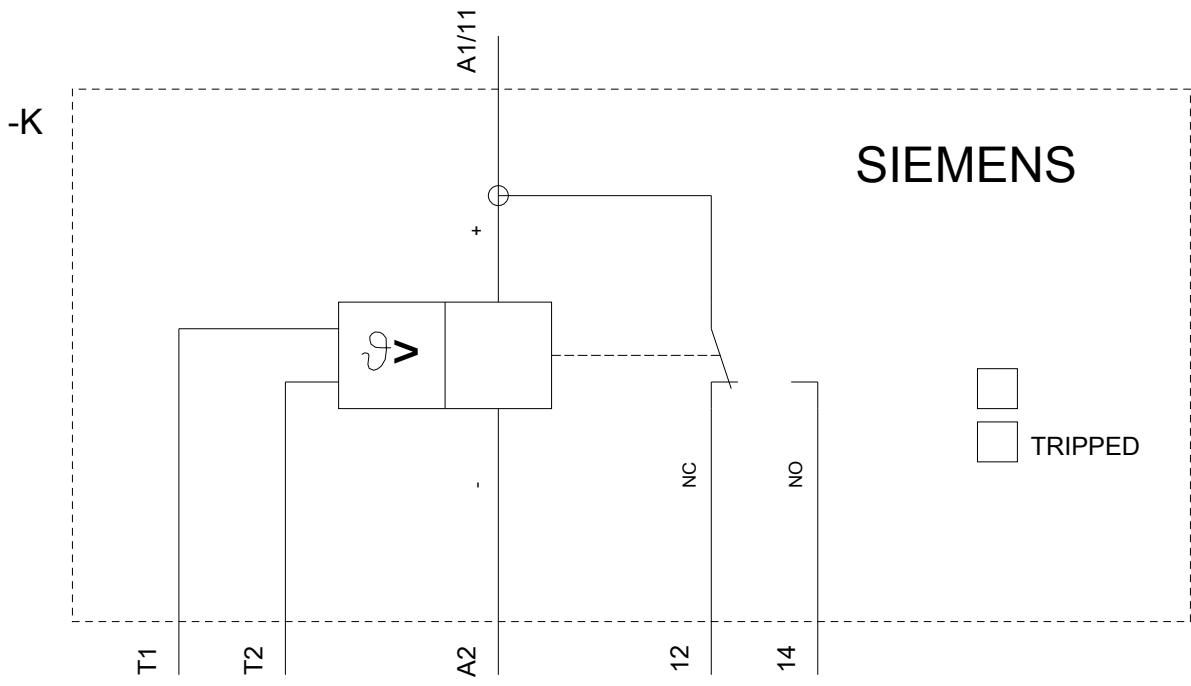 A1/11
-K
SIEMENS
+
ϑ>
-
NC
NO
TRIPPED
T1
T2
A2
12
14